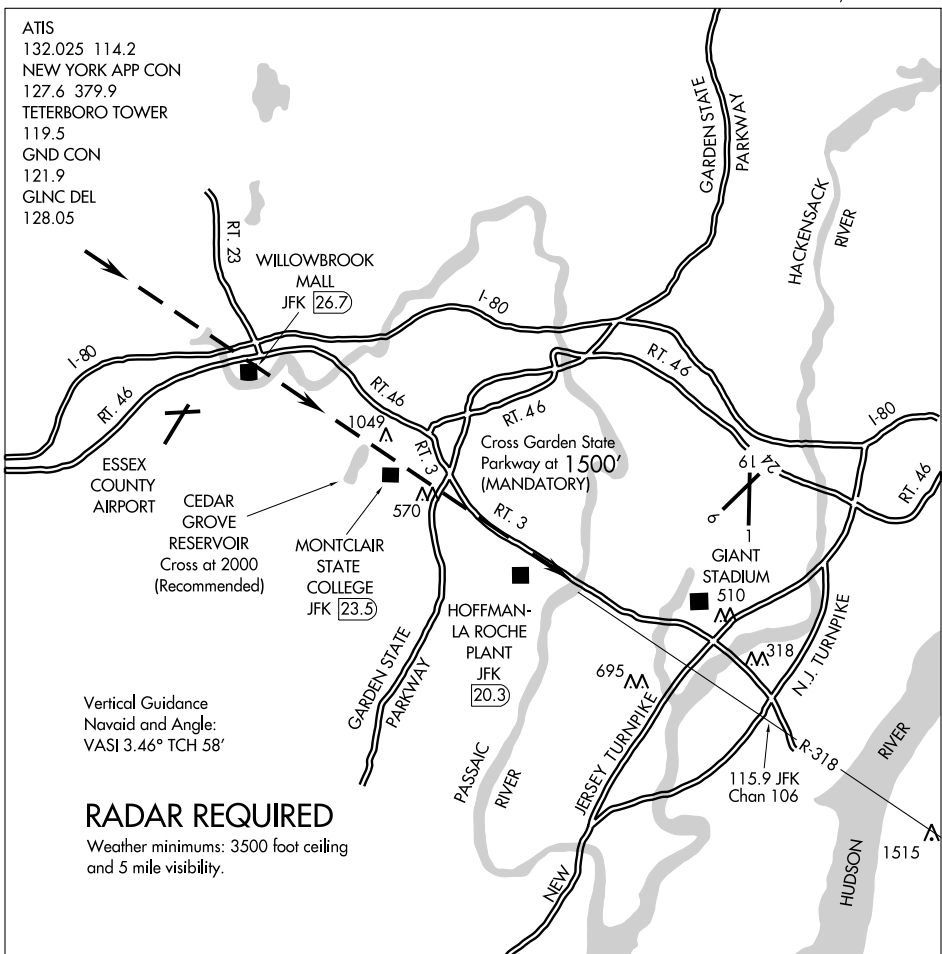 ATIS
132.025 114.2
NEW YORK APP CON
127.6 379.9
TETERBORO TOWER
119.5
GND CON
121.9
GLNC DEL
128.05
RT. 23
WILLOWBROOK
MALL
JFK 26.7
GARDEN STATE
PARKWAY
HACKENSACK
RIVER
I-80
I-80
RT. 46
RT. 46
RT. 46
RT. 46
I-80
RT. 46
1049
RT. 3
Cross Garden State
Parkway at 1500'
(MANDATORY)
570
RT. 3
19
24
6
1
ESSEX
COUNTY
AIRPORT
CEDAR
GROVE
RESERVOIR
Cross at 2000
(Recommended)
MONTCLAIR
STATE
COLLEGE
JFK 23.5
HOFFMAN-
LA ROCHE
PLANT
JFK
20.3
GIANT
STADIUM
510
318
695
N.J. TURNPIKE
GARDEN STATE
PARKWAY
PASSAIC
RIVER
NEW
JERSEY TURNPIKE
R-318
115.9 JFK
Chan 106
HUDSON
RIVER
1515
Vertical Guidance
Navaid and Angle:
VASI 3.46° TCH 58'
RADAR REQUIRED
Weather minimums: 3500 foot ceiling
and 5 mile visibility.